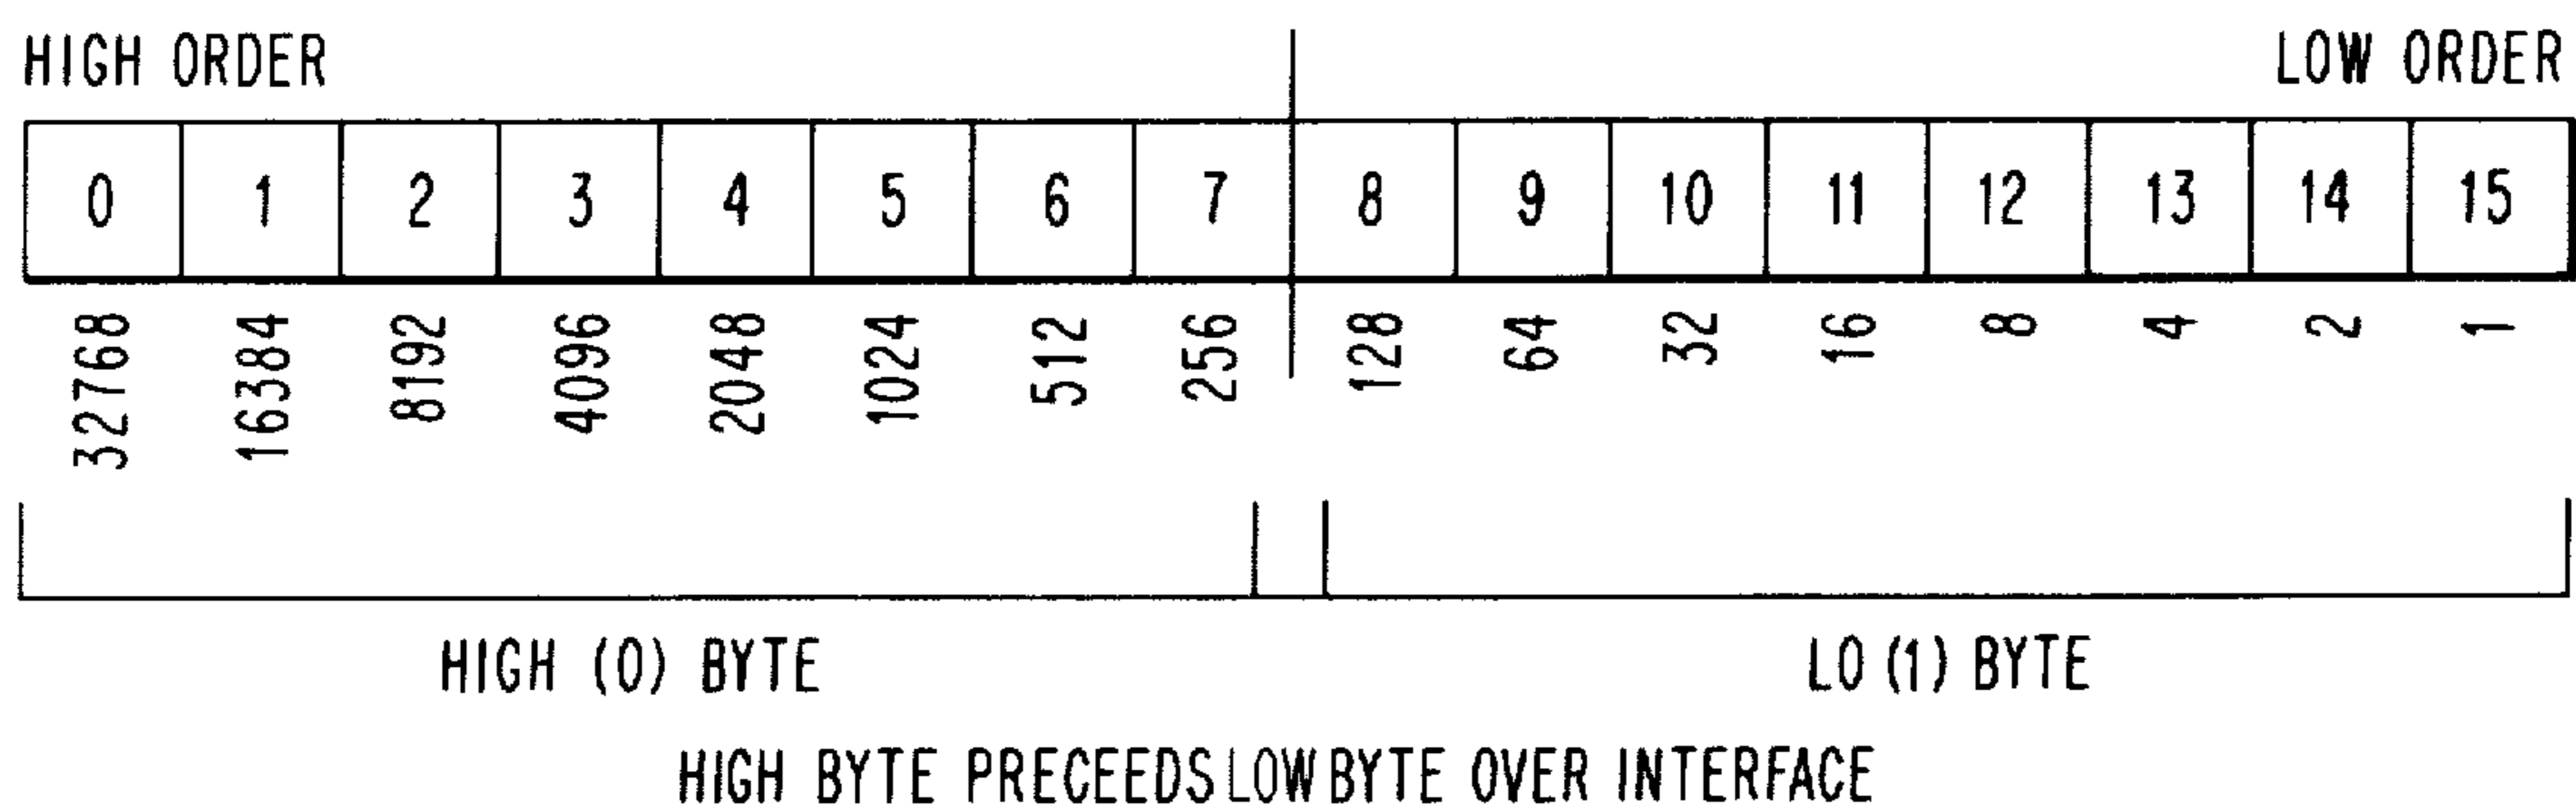 HIGH ORDER LOW ORDER
0 1 2 3 4 5 6 7 8 9 10 11 12 13 14 15
32768 16384 8192 4096 2048 1024 512 256 128 64 32 16 8 4 2 1
HIGH (0) BYTE LO (1) BYTE
HIGH BYTE PRECEEDS LOW BYTE OVER INTERFACE